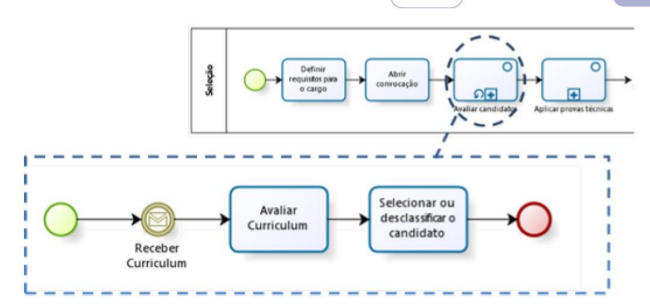 Seleção
Definir
requisitos para
o cargo
Abrir
convocação
Avaliar candidato
Aplicar provas técnicas
Receber
Curriculum
Avaliar
Curriculum
Selecionar ou
desclassificar o
candidato